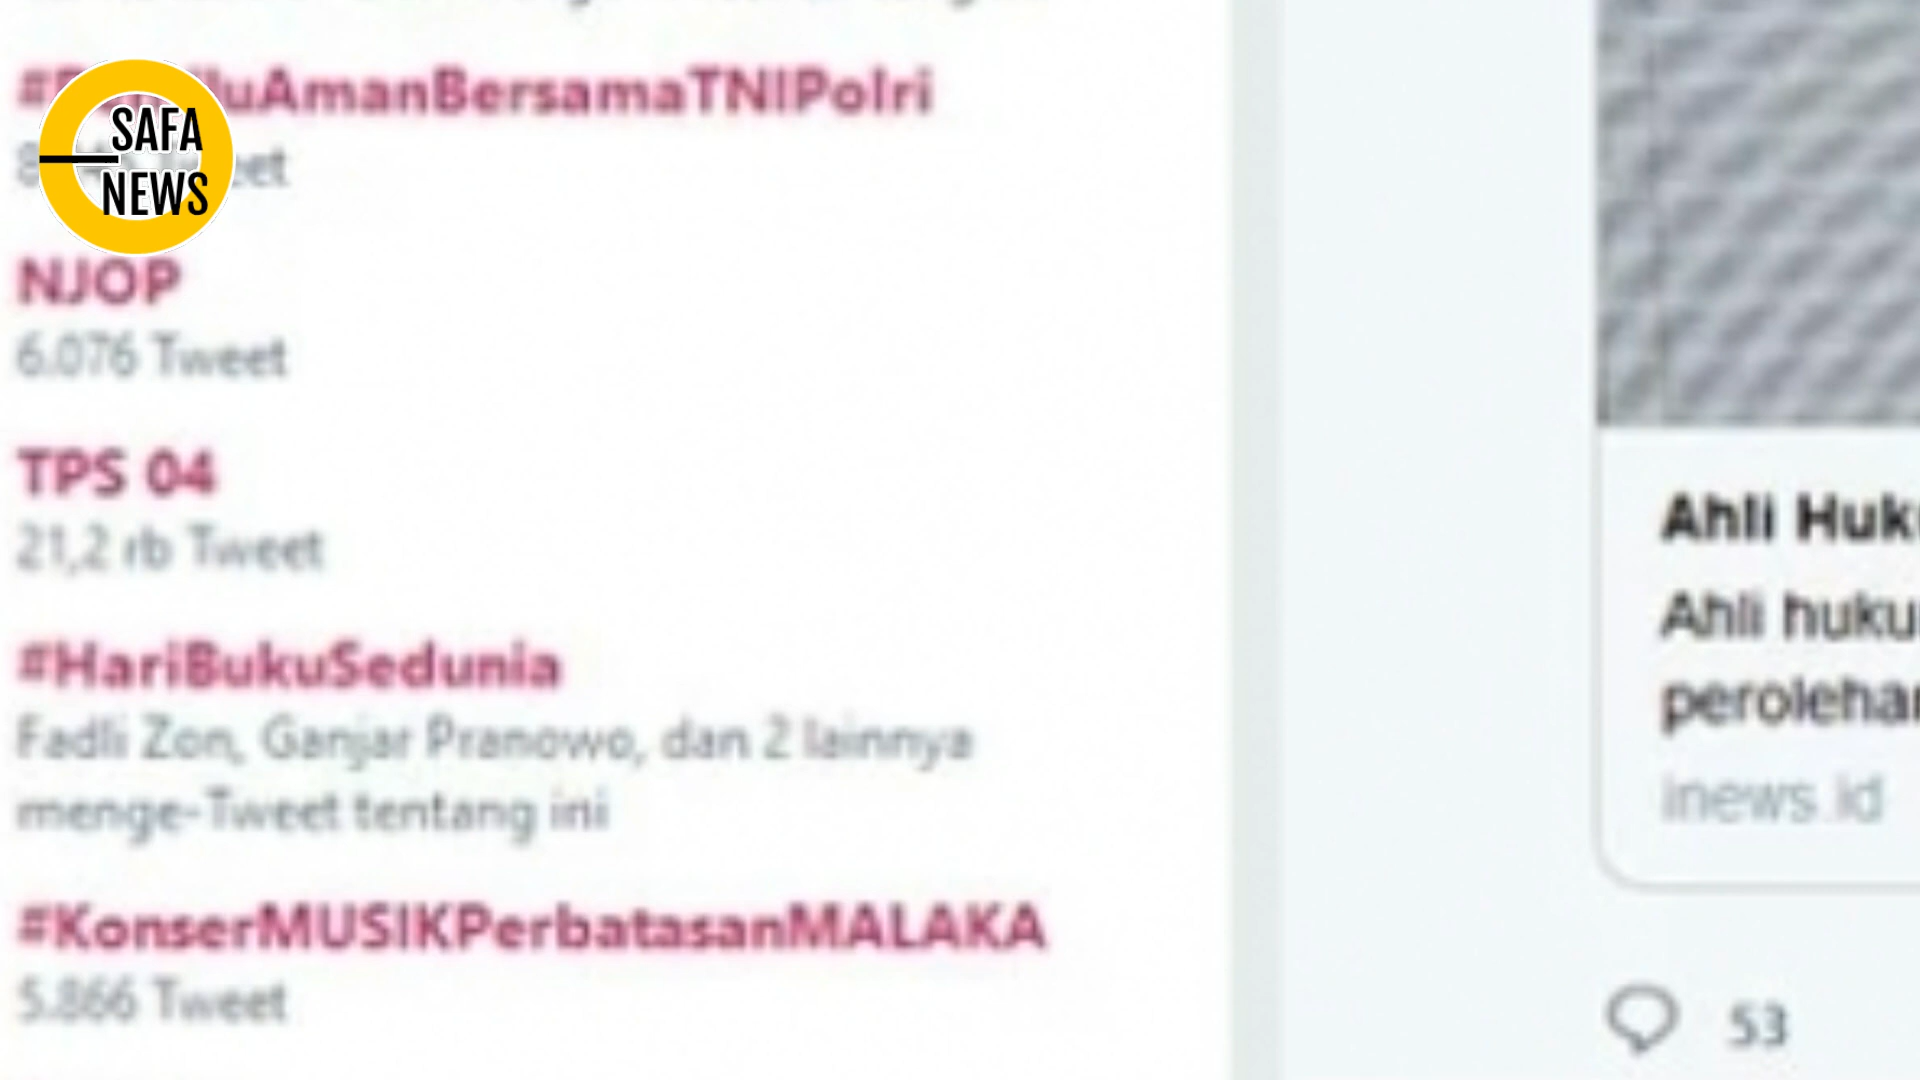 SAFA
NEWS
luAmanBersamaTNIPolri
NJOP
6.076 Tweet
TPS 04
21,2 rb Tweet
#HariBukuSedunia
Fadli Zon, Ganjar Pranowo, dan 2 lainnya
menge-Tweet tentang ini
#KonserMUSIKPerbatasanMALAKA
5.866 Tweet
Ahli Huk
Ahli huku
perolehan
inews.id
53